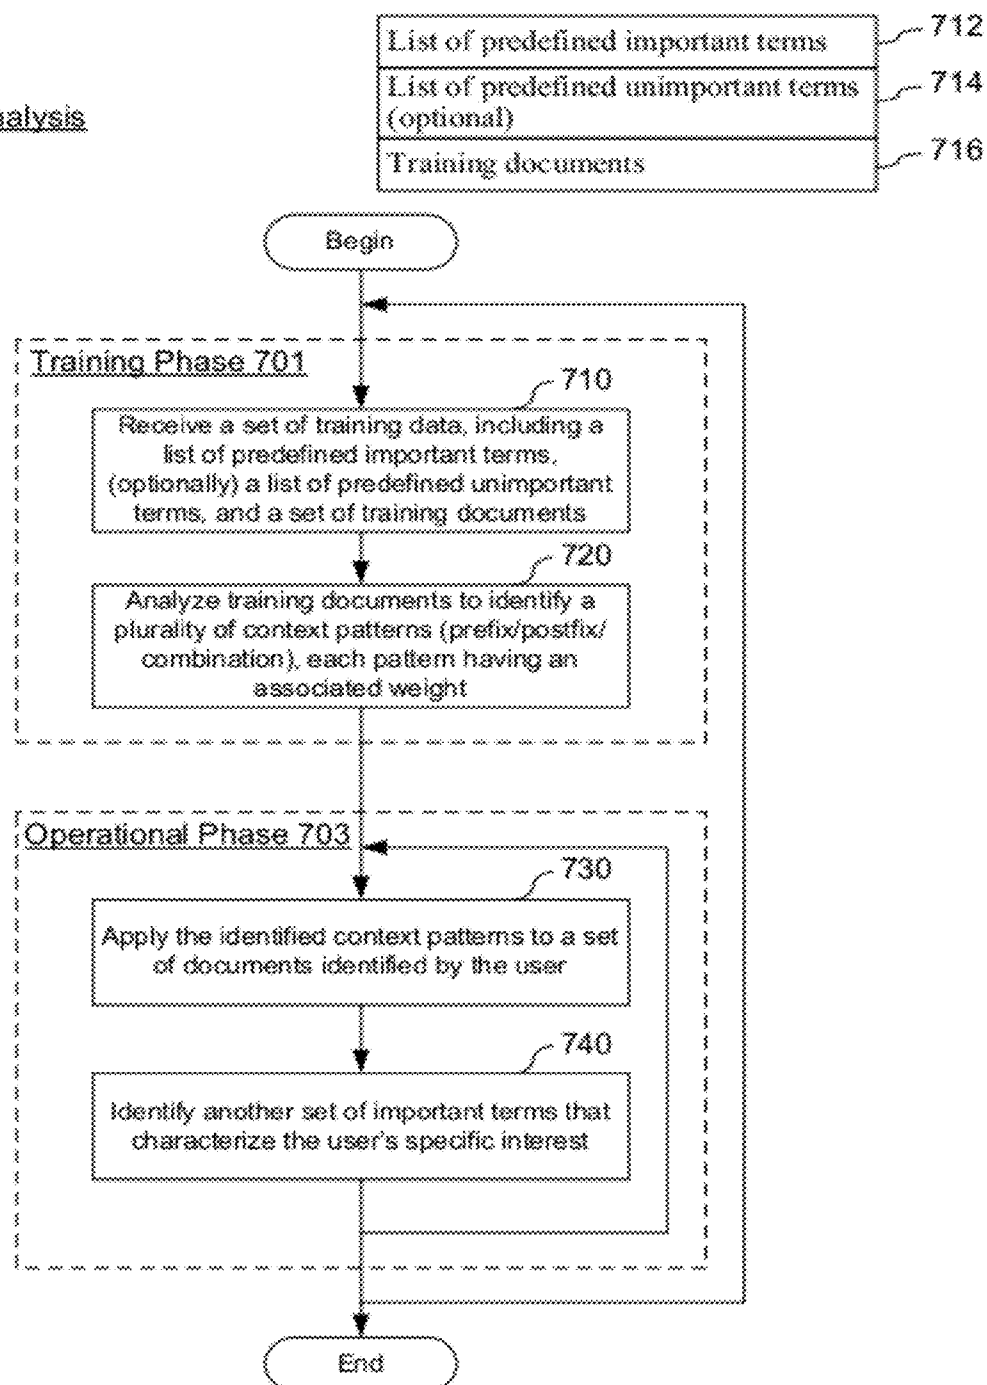 712
List of predefined important terms
List of predefined unimportant terms
(optional)
714
Training documents
716
Begin
Training Phase 701
710
Receive a set of training data, including a
list of predefined important terms,
(optionally) a list of predefined unimportant
terms, and a set of training documents
720
Analyze training documents to identify a
plurality of context patterns (prefix/postfix/
combination), each pattern having an
associated weight
Operational Phase 703
730
Apply the identified context patterns to a set
of documents identified by the user
740
Identify another set of important terms that
characterize the user's specific interest
End